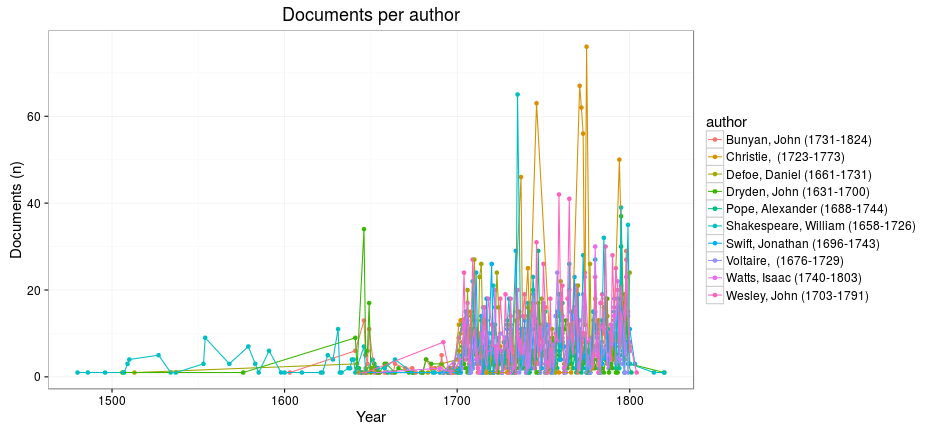 Documents per author
Documents (n)
60
40
20
0
1500
1600
1700
1800
Year
author
Bunyan, John (1731-1824)
Christie,  (1723-1773)
Defoe, Daniel (1661-1731)
Dryden, John (1631-1700)
Pope, Alexander (1688-1744)
Shakespeare, William (1658-1726)
Swift, Jonathan (1696-1743)
Voltaire,  (1676-1729)
Watts, Isaac (1740-1803)
Wesley, John (1703-1791)